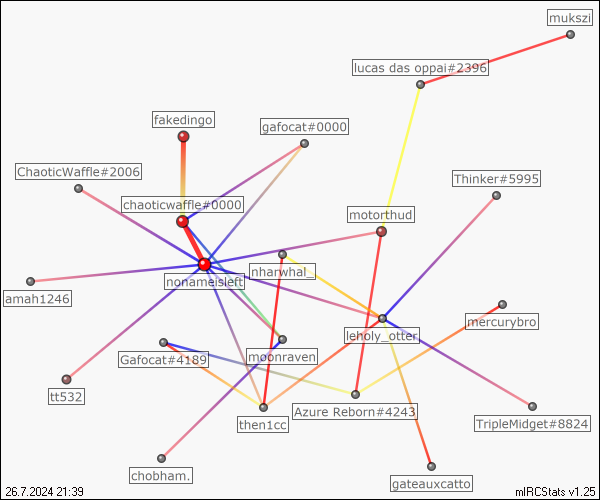 mukszi
lucas das oppai#2396
fakedingo
gafocat#0000
ChaoticWaffle#2006
Thinker#5995
chaoticwaffle#0000
motorthud
nharwhal_
nonameisleft
amah1246
mercurybro
leholy_otter
Gafocat#4189
møonraven
tt532
Azure Reborn#4243
then1cc
TripleMidget#8824
chobham.
gateauxcatto
26.7.2024 21:39
mIRCStats v1.25